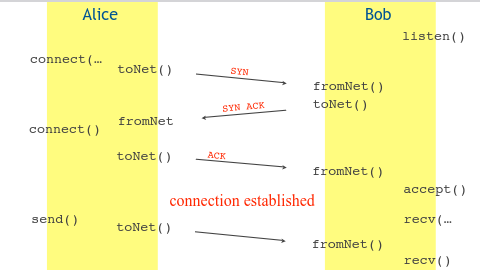 Alice
Bob
listen()
connect(…
toNet()
SYN
fromNet()
toNet()
SYN ACK
fromNet
connect()
toNet()
ACK
fromNet()
accept()
connection established
send()
recv(…
toNet()
fromNet()
recv()